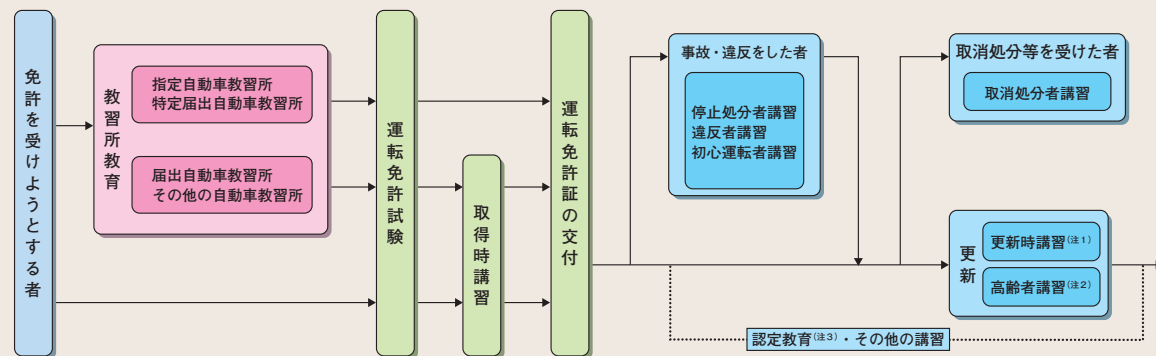 免許を受けようとする者
教習所教育
指定自動車教習所
特定届出自動車教習所
届出自動車教習所
その他の自動車教習所
運転免許試験
取得時講習
運転免許証の交付
事故・違反をした者
停止処分者講習
違反者講習
初心運転者講習
取消処分等を受けた者
取消処分者講習
更新
更新時講習(注1)
高齢者講習(注2)
認定教育(注3)・その他の講習